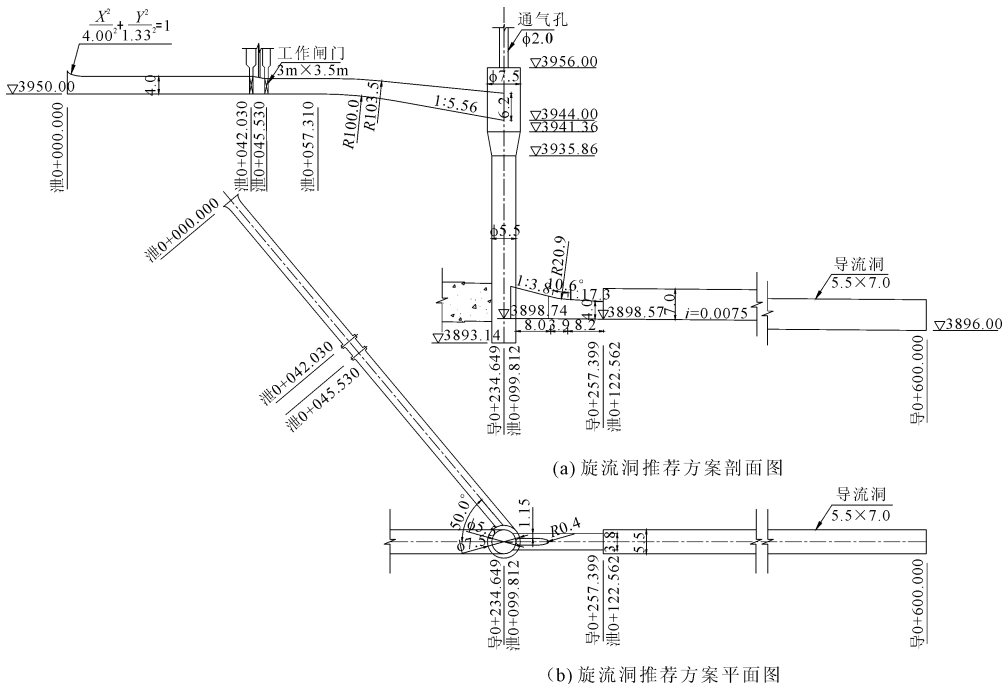 X²/4.00² + Y²/1.33² =1
工作闸门
3m×3.5m
通气孔
ϕ2.0
▽3950.00
4.0
R100.0
R103.5
1:5.56
ϕ7.5
6.2
▽3956.00
▽3944.00
▽3941.36
▽3935.86
泄0+000.000
泄0+042.030
泄0+045.530
泄0+057.310
ϕ5.5
1:3.8
10.6°
R20.9
1:17.3
▽3898.74
4.0
▽3898.57
7.0
i=0.0075
导流洞
5.5×7.0
▽3896.00
▽3893.14
8.0
3.9
8.2
导0+234.649
泄0+099.812
导0+257.399
泄0+122.562
导0+600.000
(a) 旋流洞推荐方案剖面图
泄0+000.000
泄0+042.030
泄0+045.530
50.0°
ϕ5.5
ϕ7.5
1.15
R0.4
3.8
5.5
导流洞
5.5×7.0
导0+234.649
泄0+099.812
导0+257.399
泄0+122.562
导0+600.000
(b) 旋流洞推荐方案平面图